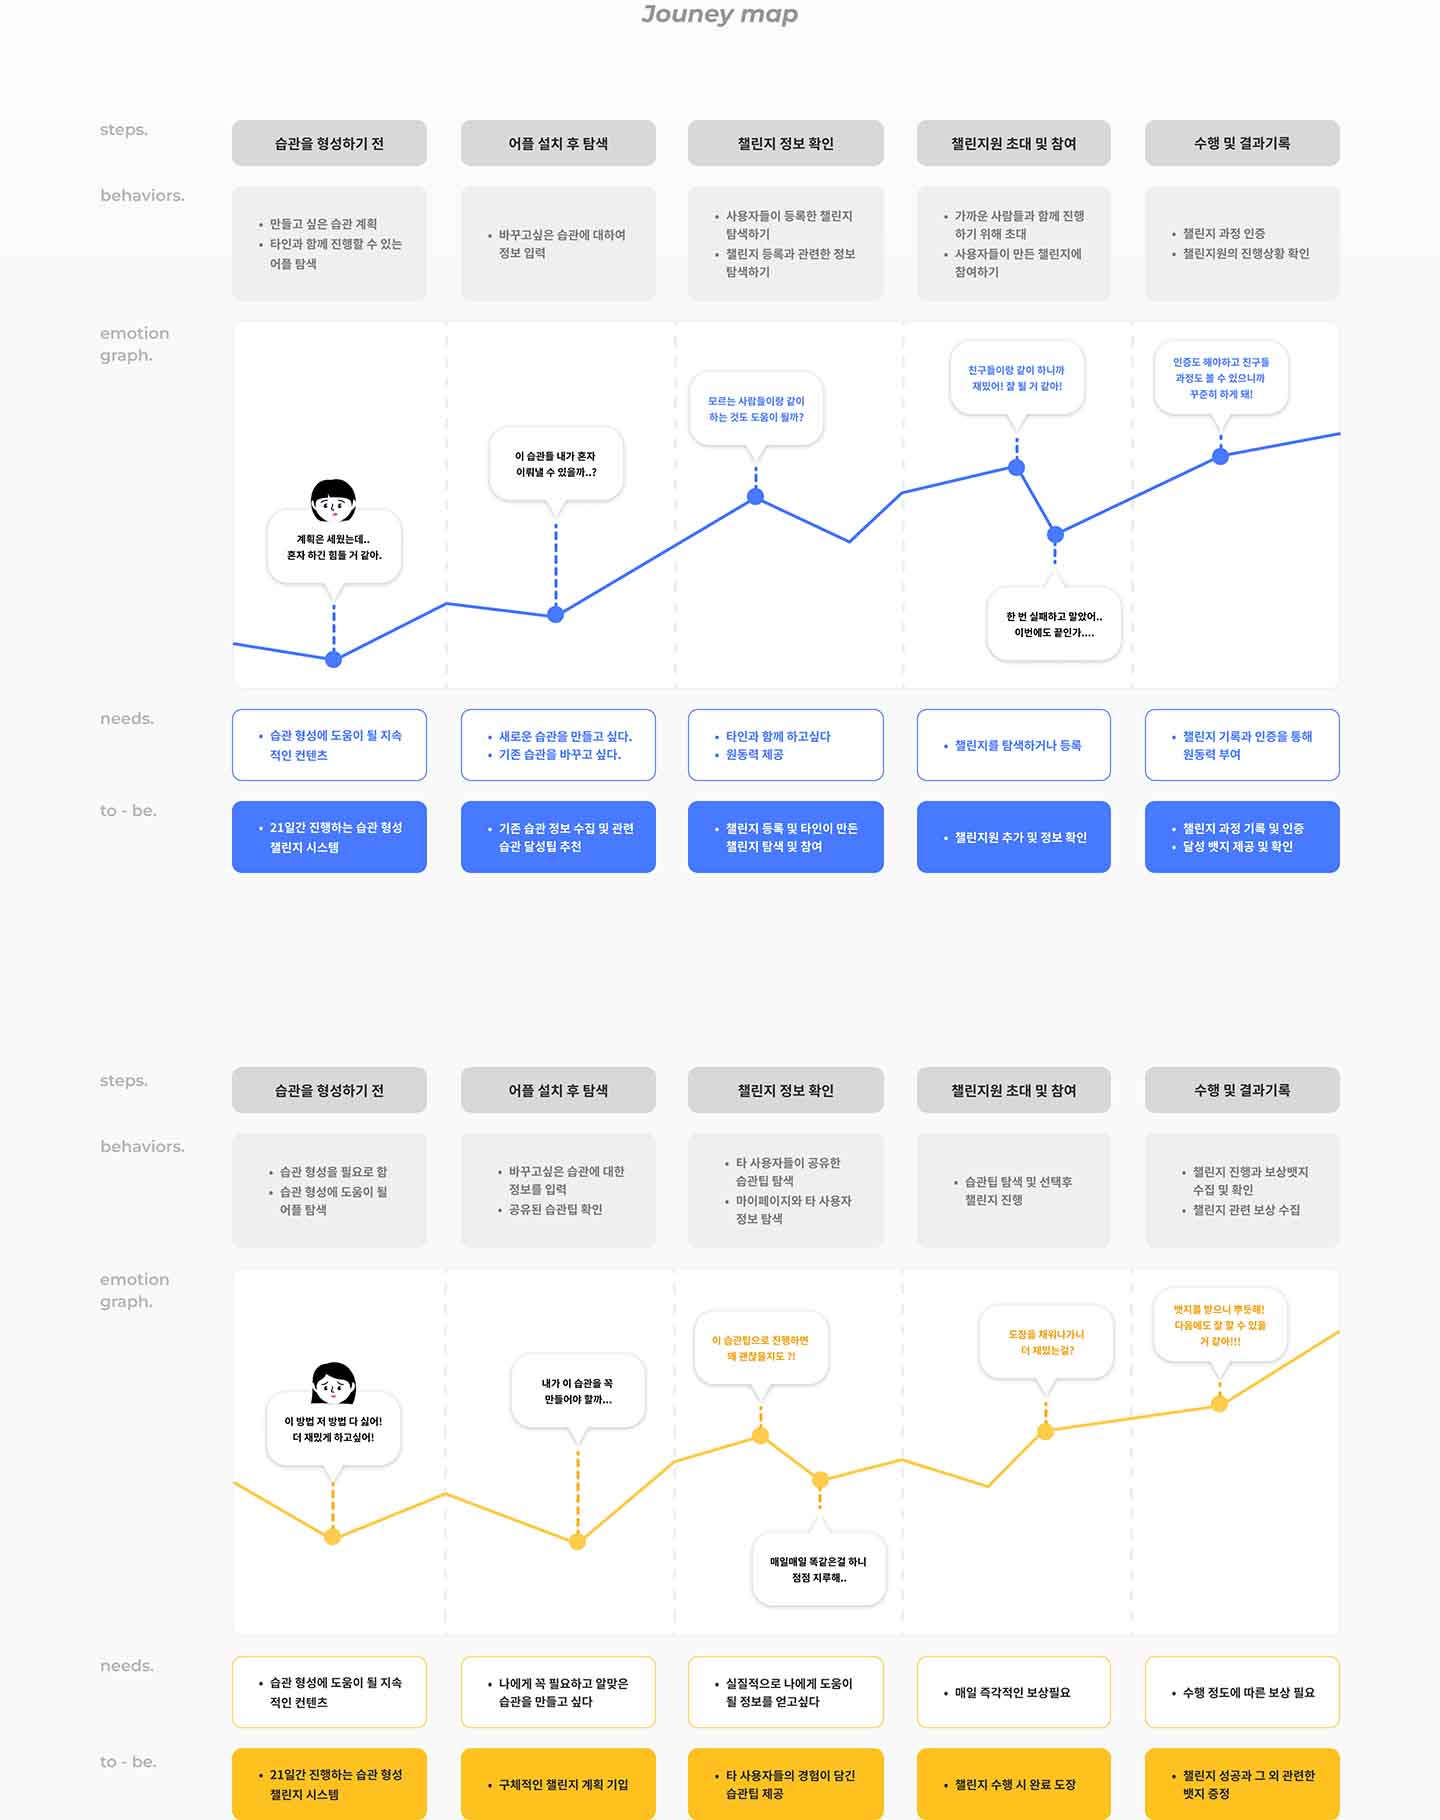 Jouney map
steps.
습관을 형성하기 전
어플 설치 후 탐색
챌린지 정보 확인
챌린지원 초대 및 참여
수행 및 결과기록
behaviors.
• 만들고 싶은 습관 계획
• 타인과 함께 진행할 수 있는
어플 탐색
• 바꾸고싶은 습관에 대하여
정보 입력
• 사용자들이 등록한 챌린지
탐색하기
• 챌린지 등록과 관련한 정보
탐색하기
• 가까운 사람들과 함께 진행
하기 위해 초대
• 사용자들이 만든 챌린지에
참여하기
• 챌린지 과정 인증
• 챌린지원의 진행상황 확인
emotion
graph.
계획은 세웠는데..
혼자 하긴 힘들 거 같아.
이 습관들 내가 혼자
이뤄낼 수 있을까..?
모르는 사람들이랑 같이
하는 것도 도움이 될까?
친구들이랑 같이 하니까
재밌어! 잘 될 거 같아!
한 번 실패하고 말았어..
이번에도 끝인가....
인증도 해야하고 친구들
과정도 볼 수 있으니까
꾸준히 하게 돼!
needs.
• 습관 형성에 도움이 될 지속
적인 컨텐츠
• 새로운 습관을 만들고 싶다.
• 기존 습관을 바꾸고 싶다.
• 타인과 함께 하고싶다
• 원동력 제공
• 챌린지를 탐색하거나 등록
• 챌린지 기록과 인증을 통해
원동력 부여
to - be.
• 21일간 진행하는 습관 형성
챌린지 시스템
• 기존 습관 정보 수집 및 관련
습관 달성팁 추천
• 챌린지 등록 및 타인이 만든
챌린지 탐색 및 참여
• 챌린지원 추가 및 정보 확인
• 챌린지 과정 기록 및 인증
• 달성 뱃지 제공 및 확인
steps.
습관을 형성하기 전
어플 설치 후 탐색
챌린지 정보 확인
챌린지원 초대 및 참여
수행 및 결과기록
behaviors.
• 습관 형성을 필요로 함
• 습관 형성에 도움이 될
어플 탐색
• 바꾸고싶은 습관에 대한
정보를 입력
• 공유된 습관팁 확인
• 타 사용자들이 공유한
습관팁 탐색
• 마이페이지와 타 사용자
정보 탐색
• 습관팁 탐색 및 선택후
챌린지 진행
• 챌린지 진행과 보상뱃지
수집 및 확인
• 챌린지 관련 보상 수집
emotion
graph.
이 방법 저 방법 다 싫어!
더 재밌게 하고싶어!
내가 이 습관을 꼭
만들어야 할까...
이 습관팁으로 진행하면
꽤 괜찮을지도 ?!
매일매일 똑같은걸 하니
점점 지루해..
도장을 채워나가니
더 재밌는걸?
뱃지를 받으니 뿌듯해!
다음에도 잘 할 수 있을
거 같아!!!
needs.
• 습관 형성에 도움이 될 지속
적인 컨텐츠
• 나에게 꼭 필요하고 알맞은
습관을 만들고 싶다
• 실질적으로 나에게 도움이
될 정보를 얻고싶다
• 매일 즉각적인 보상필요
• 수행 정도에 따른 보상 필요
to - be.
• 21일간 진행하는 습관 형성
챌린지 시스템
• 구체적인 챌린지 계획 기입
• 타 사용자들의 경험이 담긴
습관팁 제공
• 챌린지 수행 시 완료 도장
• 챌린지 성공과 그 외 관련한
뱃지 증정